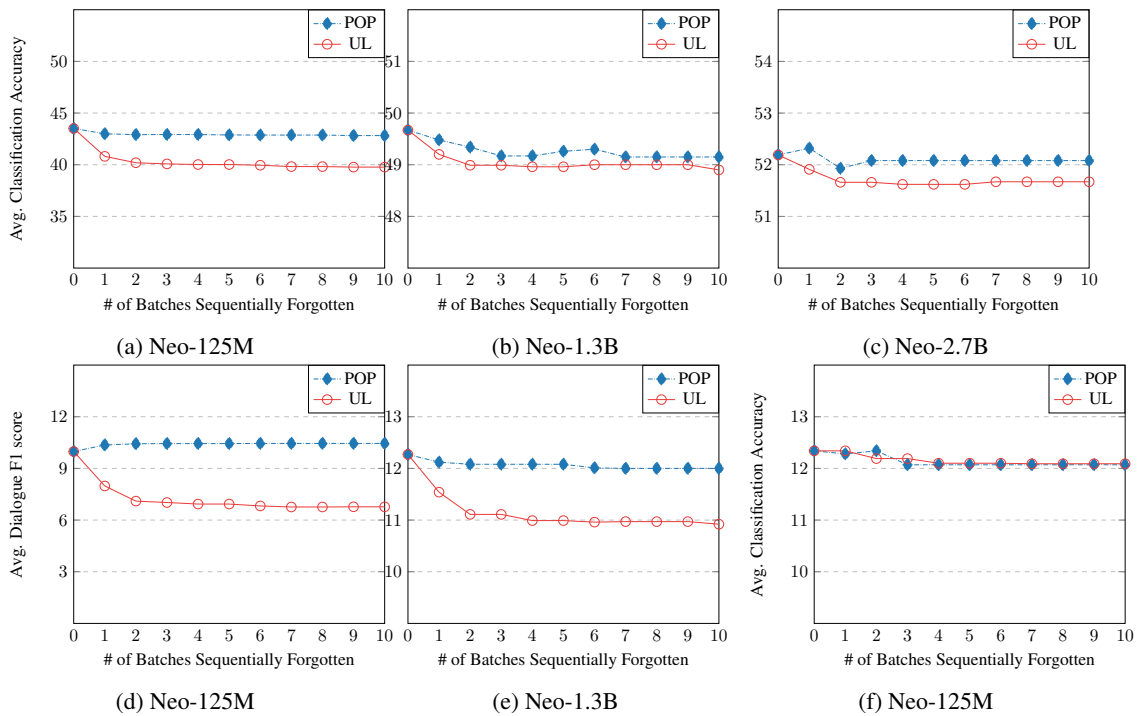 Avg. Classification Accuracy
50
45
40
35
POP
UL
0 1 2 3 4 5 6 7 8 9 10
# of Batches Sequentially Forgotten
(a) Neo-125M
51
50
49
48
POP
UL
0 1 2 3 4 5 6 7 8 9 10
# of Batches Sequentially Forgotten
(b) Neo-1.3B
54
53
52
51
POP
UL
0 1 2 3 4 5 6 7 8 9 10
# of Batches Sequentially Forgotten
(c) Neo-2.7B
Avg. Dialogue F1 score
12
9
6
3
POP
UL
0 1 2 3 4 5 6 7 8 9 10
# of Batches Sequentially Forgotten
(d) Neo-125M
13
12
11
10
POP
UL
0 1 2 3 4 5 6 7 8 9 10
# of Batches Sequentially Forgotten
(e) Neo-1.3B
Avg. Classification Accuracy
13
12
11
10
POP
UL
0 1 2 3 4 5 6 7 8 9 10
# of Batches Sequentially Forgotten
(f) Neo-125M